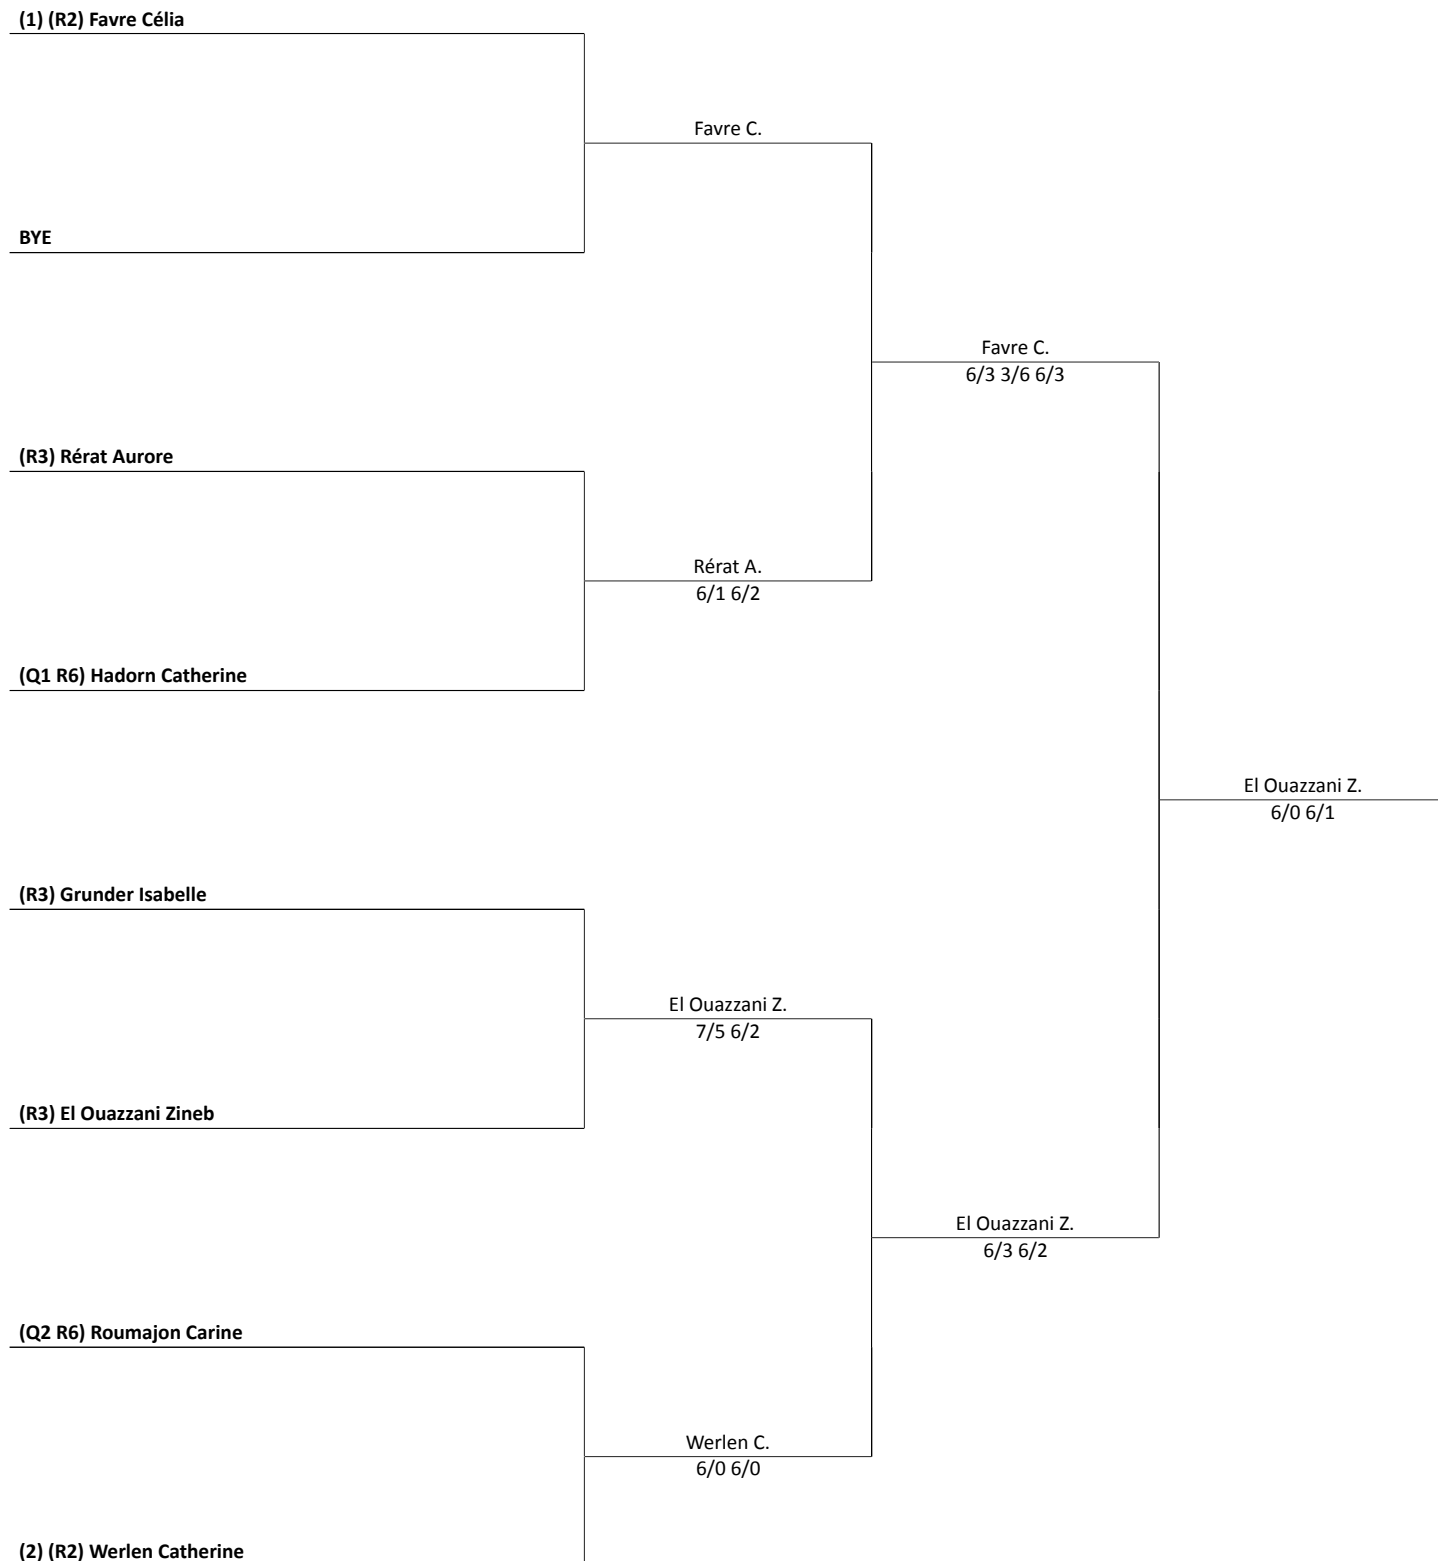 (1) (R2) Favre Célia
Favre C.
BYE
Favre C.
6/3 3/6 6/3
(R3) Rérat Aurore
Rérat A.
6/1 6/2
(Q1 R6) Hadorn Catherine
El Ouazzani Z.
6/0 6/1
(R3) Grunder Isabelle
El Ouazzani Z.
7/5 6/2
(R3) El Ouazzani Zineb
El Ouazzani Z.
6/3 6/2
(Q2 R6) Roumajon Carine
Werlen C.
6/0 6/0
(2) (R2) Werlen Catherine